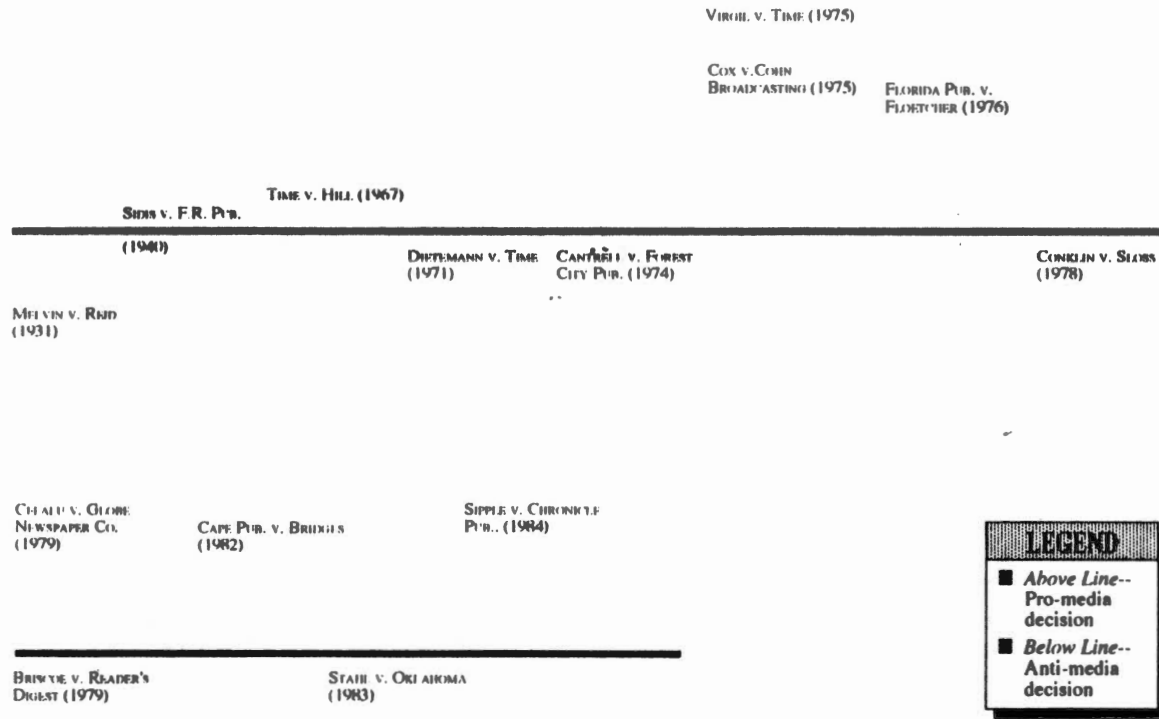 VIRGIL V. TIME (1975)
COX V.COHN
BROADCASTING (1975)
FLORIDA PUB. V.
FLOETCHER (1976)
TIME V. HILL (1967)
SIDIS V. F.R. PUB.
(1940)
DIETEMANN V. TIME
(1971)
CANTRELL V. FOREST
CITY PUB. (1974)
CONKLIN V. SLOSS
(1978)
MELVIN V. REID
(1931)
V. GLOBE
NEWSPAPER CO.
(1979)
CAPE PUB. V. BRIDGES
(1982)
SIPPLE V. CHRONICLE
PUB.. (1984)
LEGEND
■ Above Line--
Pro-media
decision
■ Below Line--
Anti-media
decision
BRISCOE V. READER'S
DIGEST (1979)
STAHL V. OKLAHOMA
(1983)